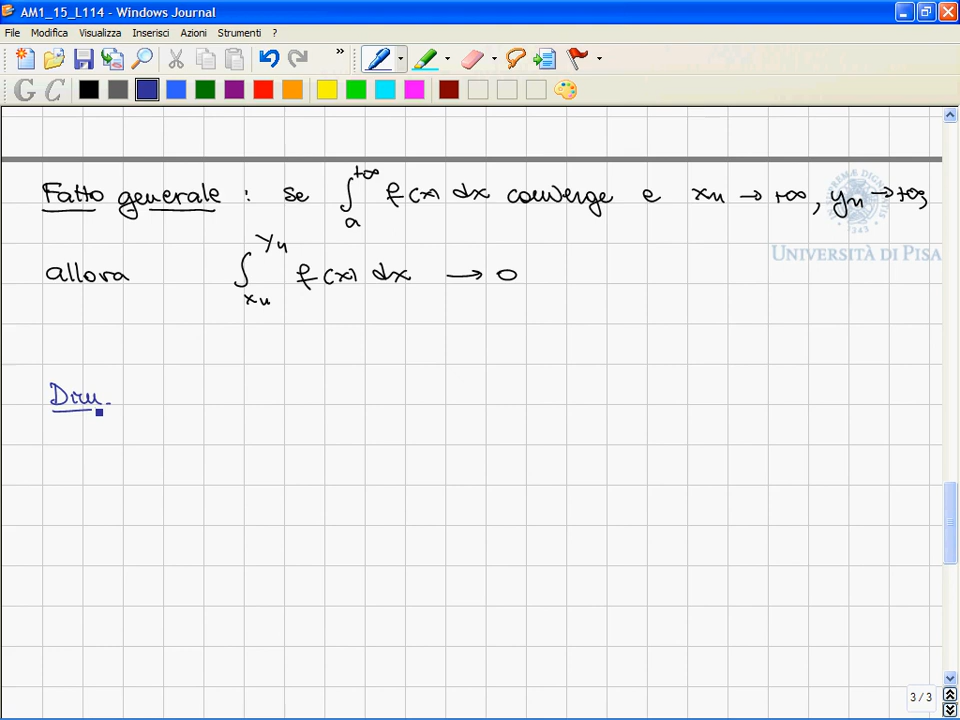 AM1_15_L114 - Windows Journal
File Modifica Visualizza Inserisci Azioni Strumenti ?
G C
Fatto generale : Se ∫_a^{+∞} f(x) dx converge e x_n → +∞, y_n → +∞,
UNIVERSITÀ DI PISA
allora ∫_{x_n}^{y_n} f(x) dx → 0
Dim.
3 / 3